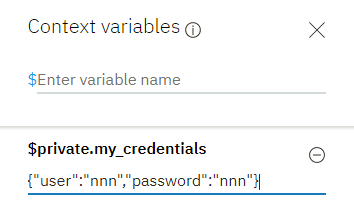 Context variables
$Enter variable name
$private.my_credentials
{"user":"nnn","password":"nnn"}